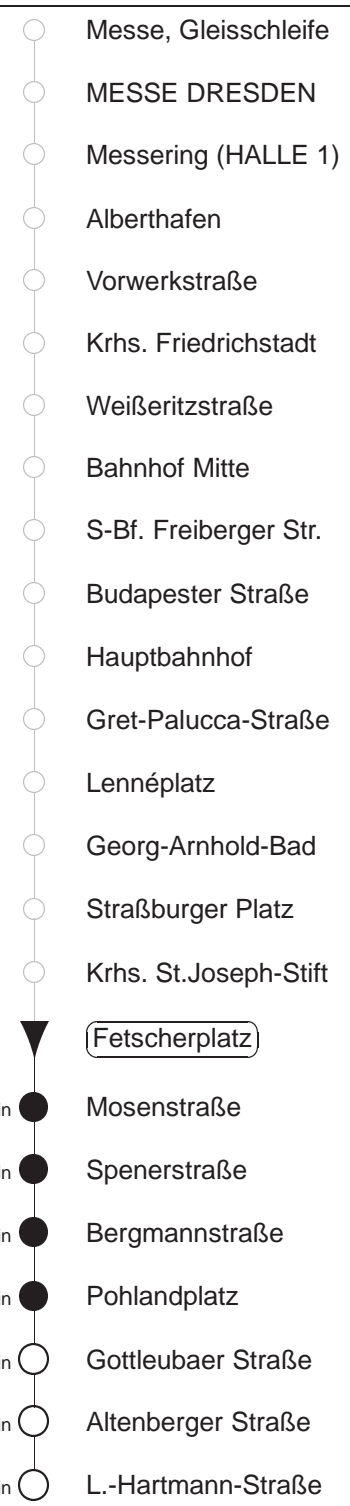 Messe, Gleisschleife
MESSE DRESDEN
Messering (HALLE 1)
Alberthafen
Vorwerkstraße
Krhs. Friedrichstadt
Weißeritzstraße
Bahnhof Mitte
S-Bf. Freiberger Str.
Budapester Straße
Hauptbahnhof
Gret-Palucca-Straße
Lennéplatz
Georg-Arnhold-Bad
Straßburger Platz
Krhs. St.Joseph-Stift
Fetscherplatz
Mosenstraße
Spenerstraße
Bergmannstraße
Pohlandplatz
Gottleubaer Straße
Altenberger Straße
L.-Hartmann-Straße